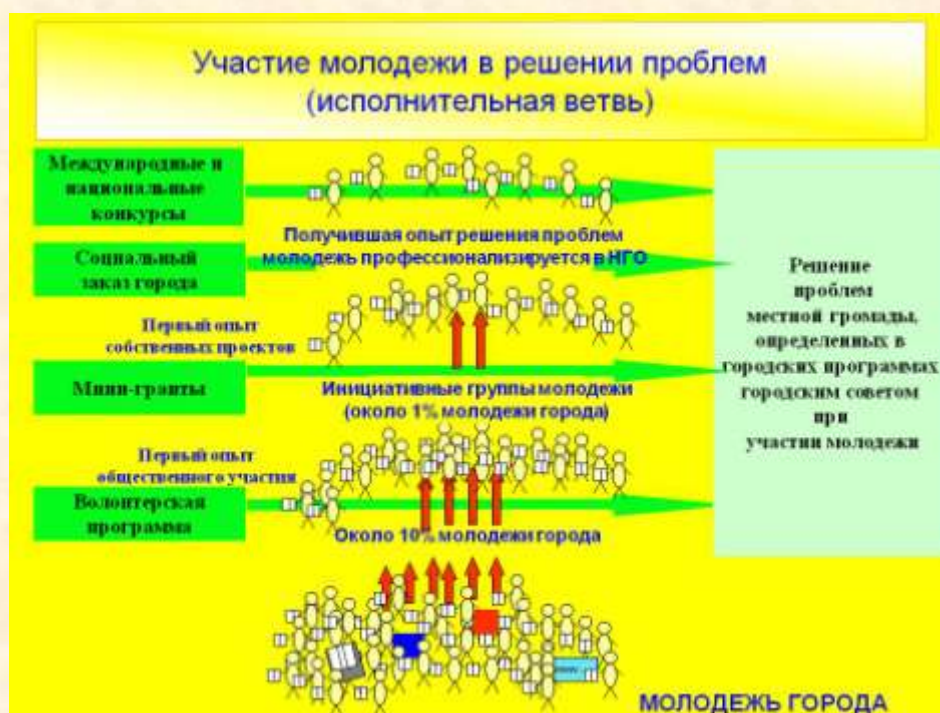 Участие молодежи в решении проблем
(исполнительная ветвь)
Международные и
национальные
конкурсы
Получившая опыт решения проблем
молодежь профессионализируется в НГО
Социальный
заказ города
Первый опыт
собственных проектов
Мини-гранты
Инициативные группы молодежи
(около 1% молодежи города)
Первый опыт
общественного участия
Волонтерская
программа
Около 10% молодежи города
Решение
проблем
местной громады,
определенных в
городских программах
городским советом
при
участии молодежи
МОЛОДЕЖЬ ГОРОДА